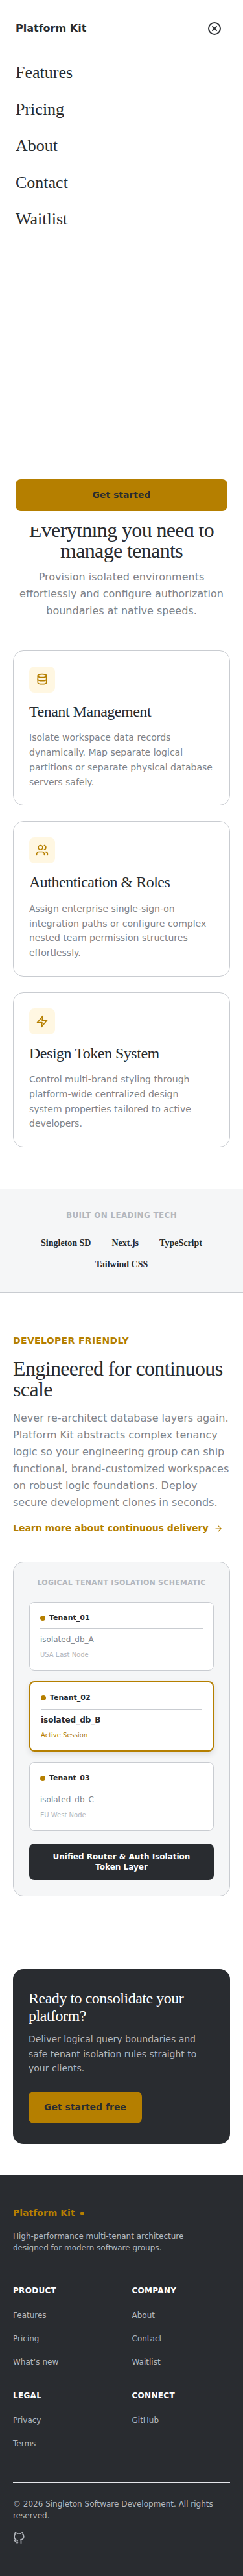 Platform Kit
Features
Pricing
About
Contact
Waitlist
Get started
Everything you need to
manage tenants
Provision isolated environments
effortlessly and configure authorization
boundaries at native speeds.
Tenant Management
Isolate workspace data records
dynamically. Map separate logical
partitions or separate physical database
servers safely.
Authentication & Roles
Assign enterprise single-sign-on
integration paths or configure complex
nested team permission structures
effortlessly.
Design Token System
Control multi-brand styling through
platform-wide centralized design
system properties tailored to active
developers.
BUILT ON LEADING TECH
Singleton SD Next.js TypeScript
Tailwind CSS
DEVELOPER FRIENDLY
Engineered for continuous
scale
Never re-architect database layers again.
Platform Kit abstracts complex tenancy
logic so your engineering group can ship
functional, brand-customized workspaces
on robust logic foundations. Deploy
secure development clones in seconds.
Learn more about continuous delivery →
LOGICAL TENANT ISOLATION SCHEMATIC
Tenant_01
isolated_db_A
USA East Node
Tenant_02
isolated_db_B
Active Session
Tenant_03
isolated_db_C
EU West Node
Unified Router & Auth Isolation
Token Layer
Ready to consolidate your
platform?
Deliver logical query boundaries and
safe tenant isolation rules straight to
your clients.
Get started free
Platform Kit
High-performance multi-tenant architecture
designed for modern software groups.
PRODUCT COMPANY
Features About
Pricing Contact
What's new Waitlist
LEGAL CONNECT
Privacy GitHub
Terms
© 2026 Singleton Software Development. All rights
reserved.